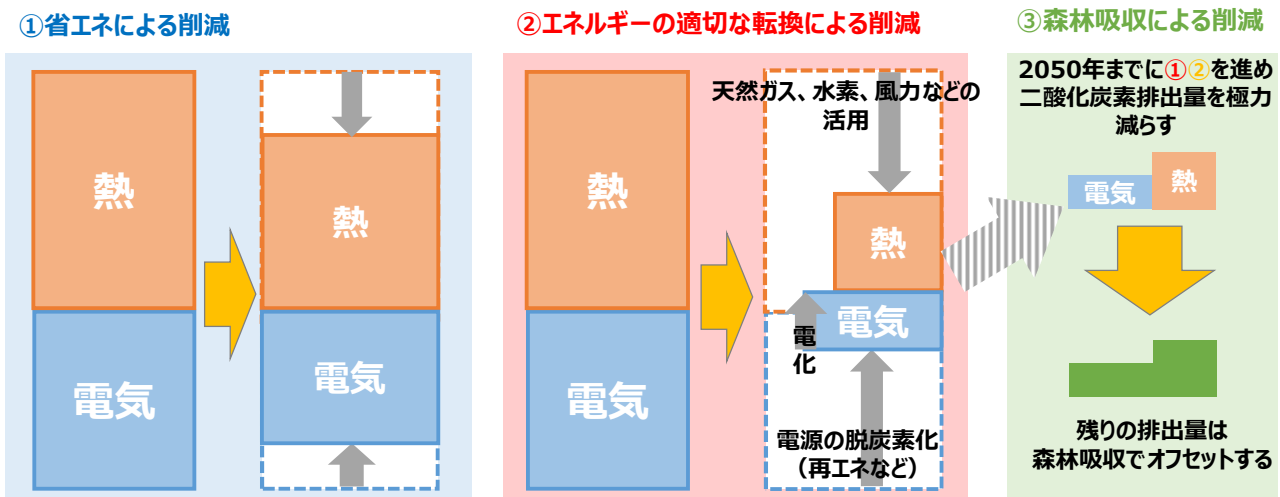 ①省エネによる削減
熱
電気
熱
電気
②エネルギーの適切な転換による削減
熱
電気
天然ガス、水素、風力などの
活用
熱
電気
電
化
電源の脱炭素化
（再エネなど）
③森林吸収による削減
2050年までに①②を進め
二酸化炭素排出量を極力
減らす
電気
熱
残りの排出量は
森林吸収でオフセットする